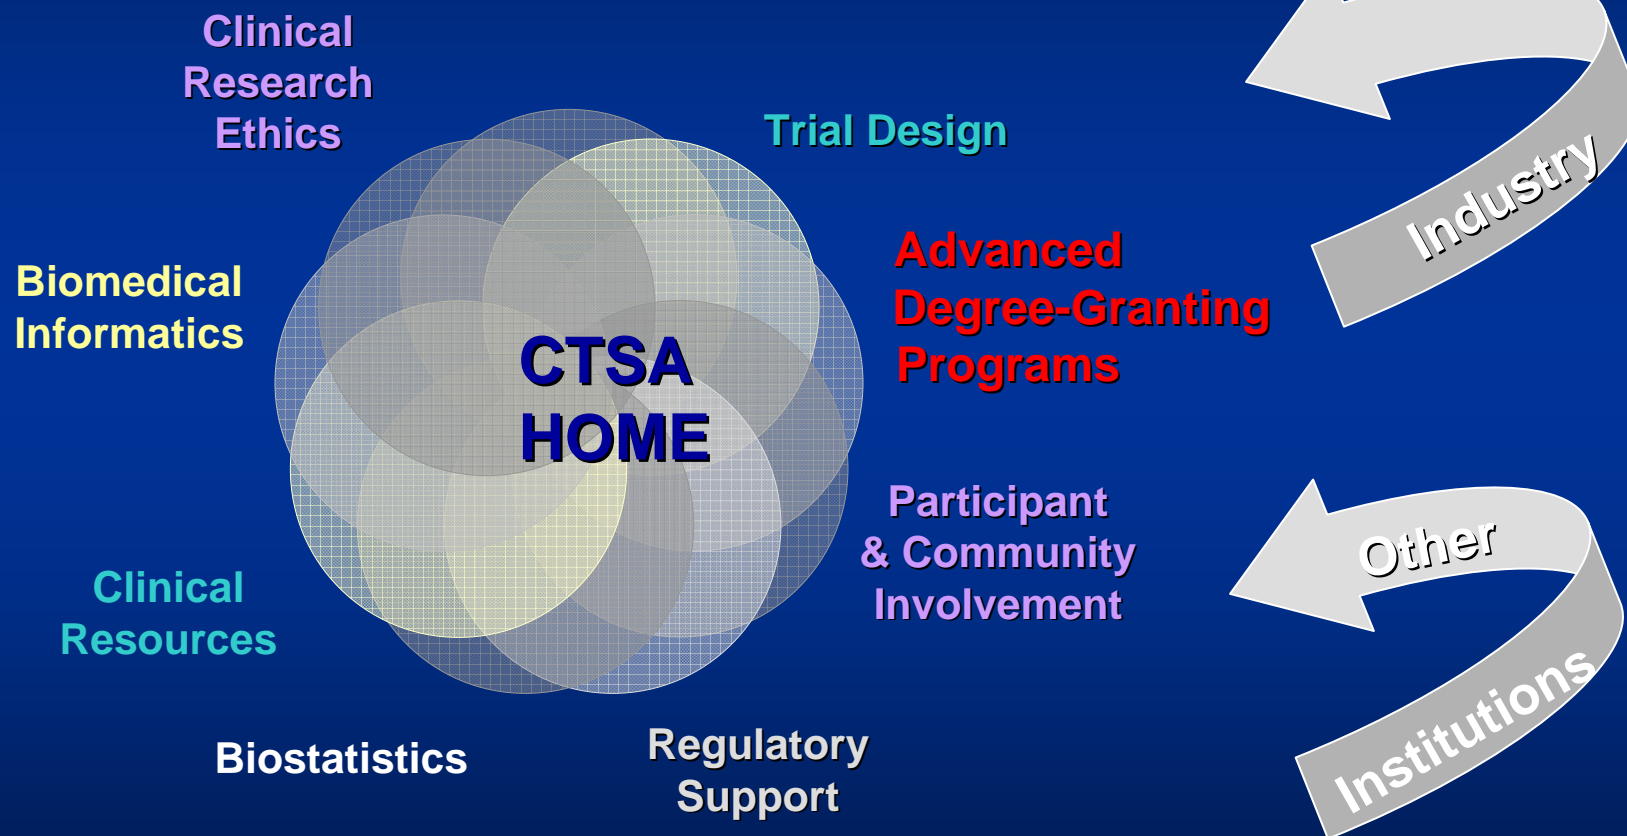 Clinical
Research
Ethics
Trial Design
Industry
Advanced
Degree-Granting
Programs
Biomedical
Informatics
CTSA
HOME
Participant
& Community
Involvement
Other
Institutions
Clinical
Resources
Biostatistics
Regulatory
Support